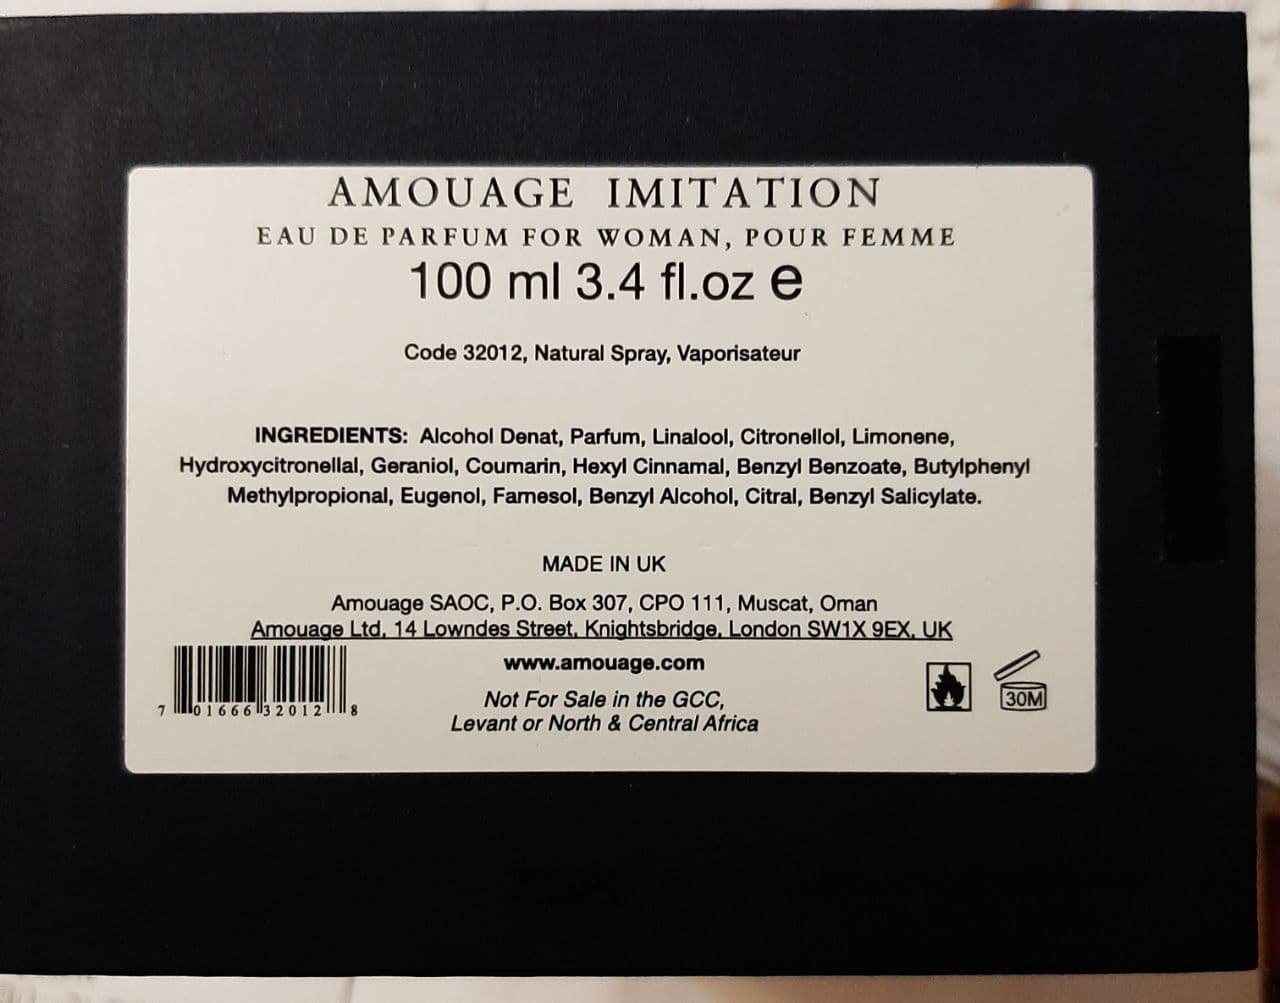 AMOUAGE IMITATION
EAU DE PARFUM FOR WOMAN, POUR FEMME
100 ml 3.4 fl.oz e
Code 32012, Natural Spray, Vaporisateur
INGREDIENTS: Alcohol Denat, Parfum, Linalool, Citronellol, Limonene,
Hydroxycitronellal, Geraniol, Coumarin, Hexyl Cinnamal, Benzyl Benzoate, Butylphenyl
Methylpropional, Eugenol, Farnesol, Benzyl Alcohol, Citral, Benzyl Salicylate.
MADE IN UK
Amouage SAOC, P.O. Box 307, CPO 111, Muscat, Oman
Amouage Ltd, 14 Lowndes Street, Knightsbridge, London SW1X 9EX, UK
www.amouage.com
Not For Sale in the GCC,
Levant or North & Central Africa
7 01666 32012 8
30M